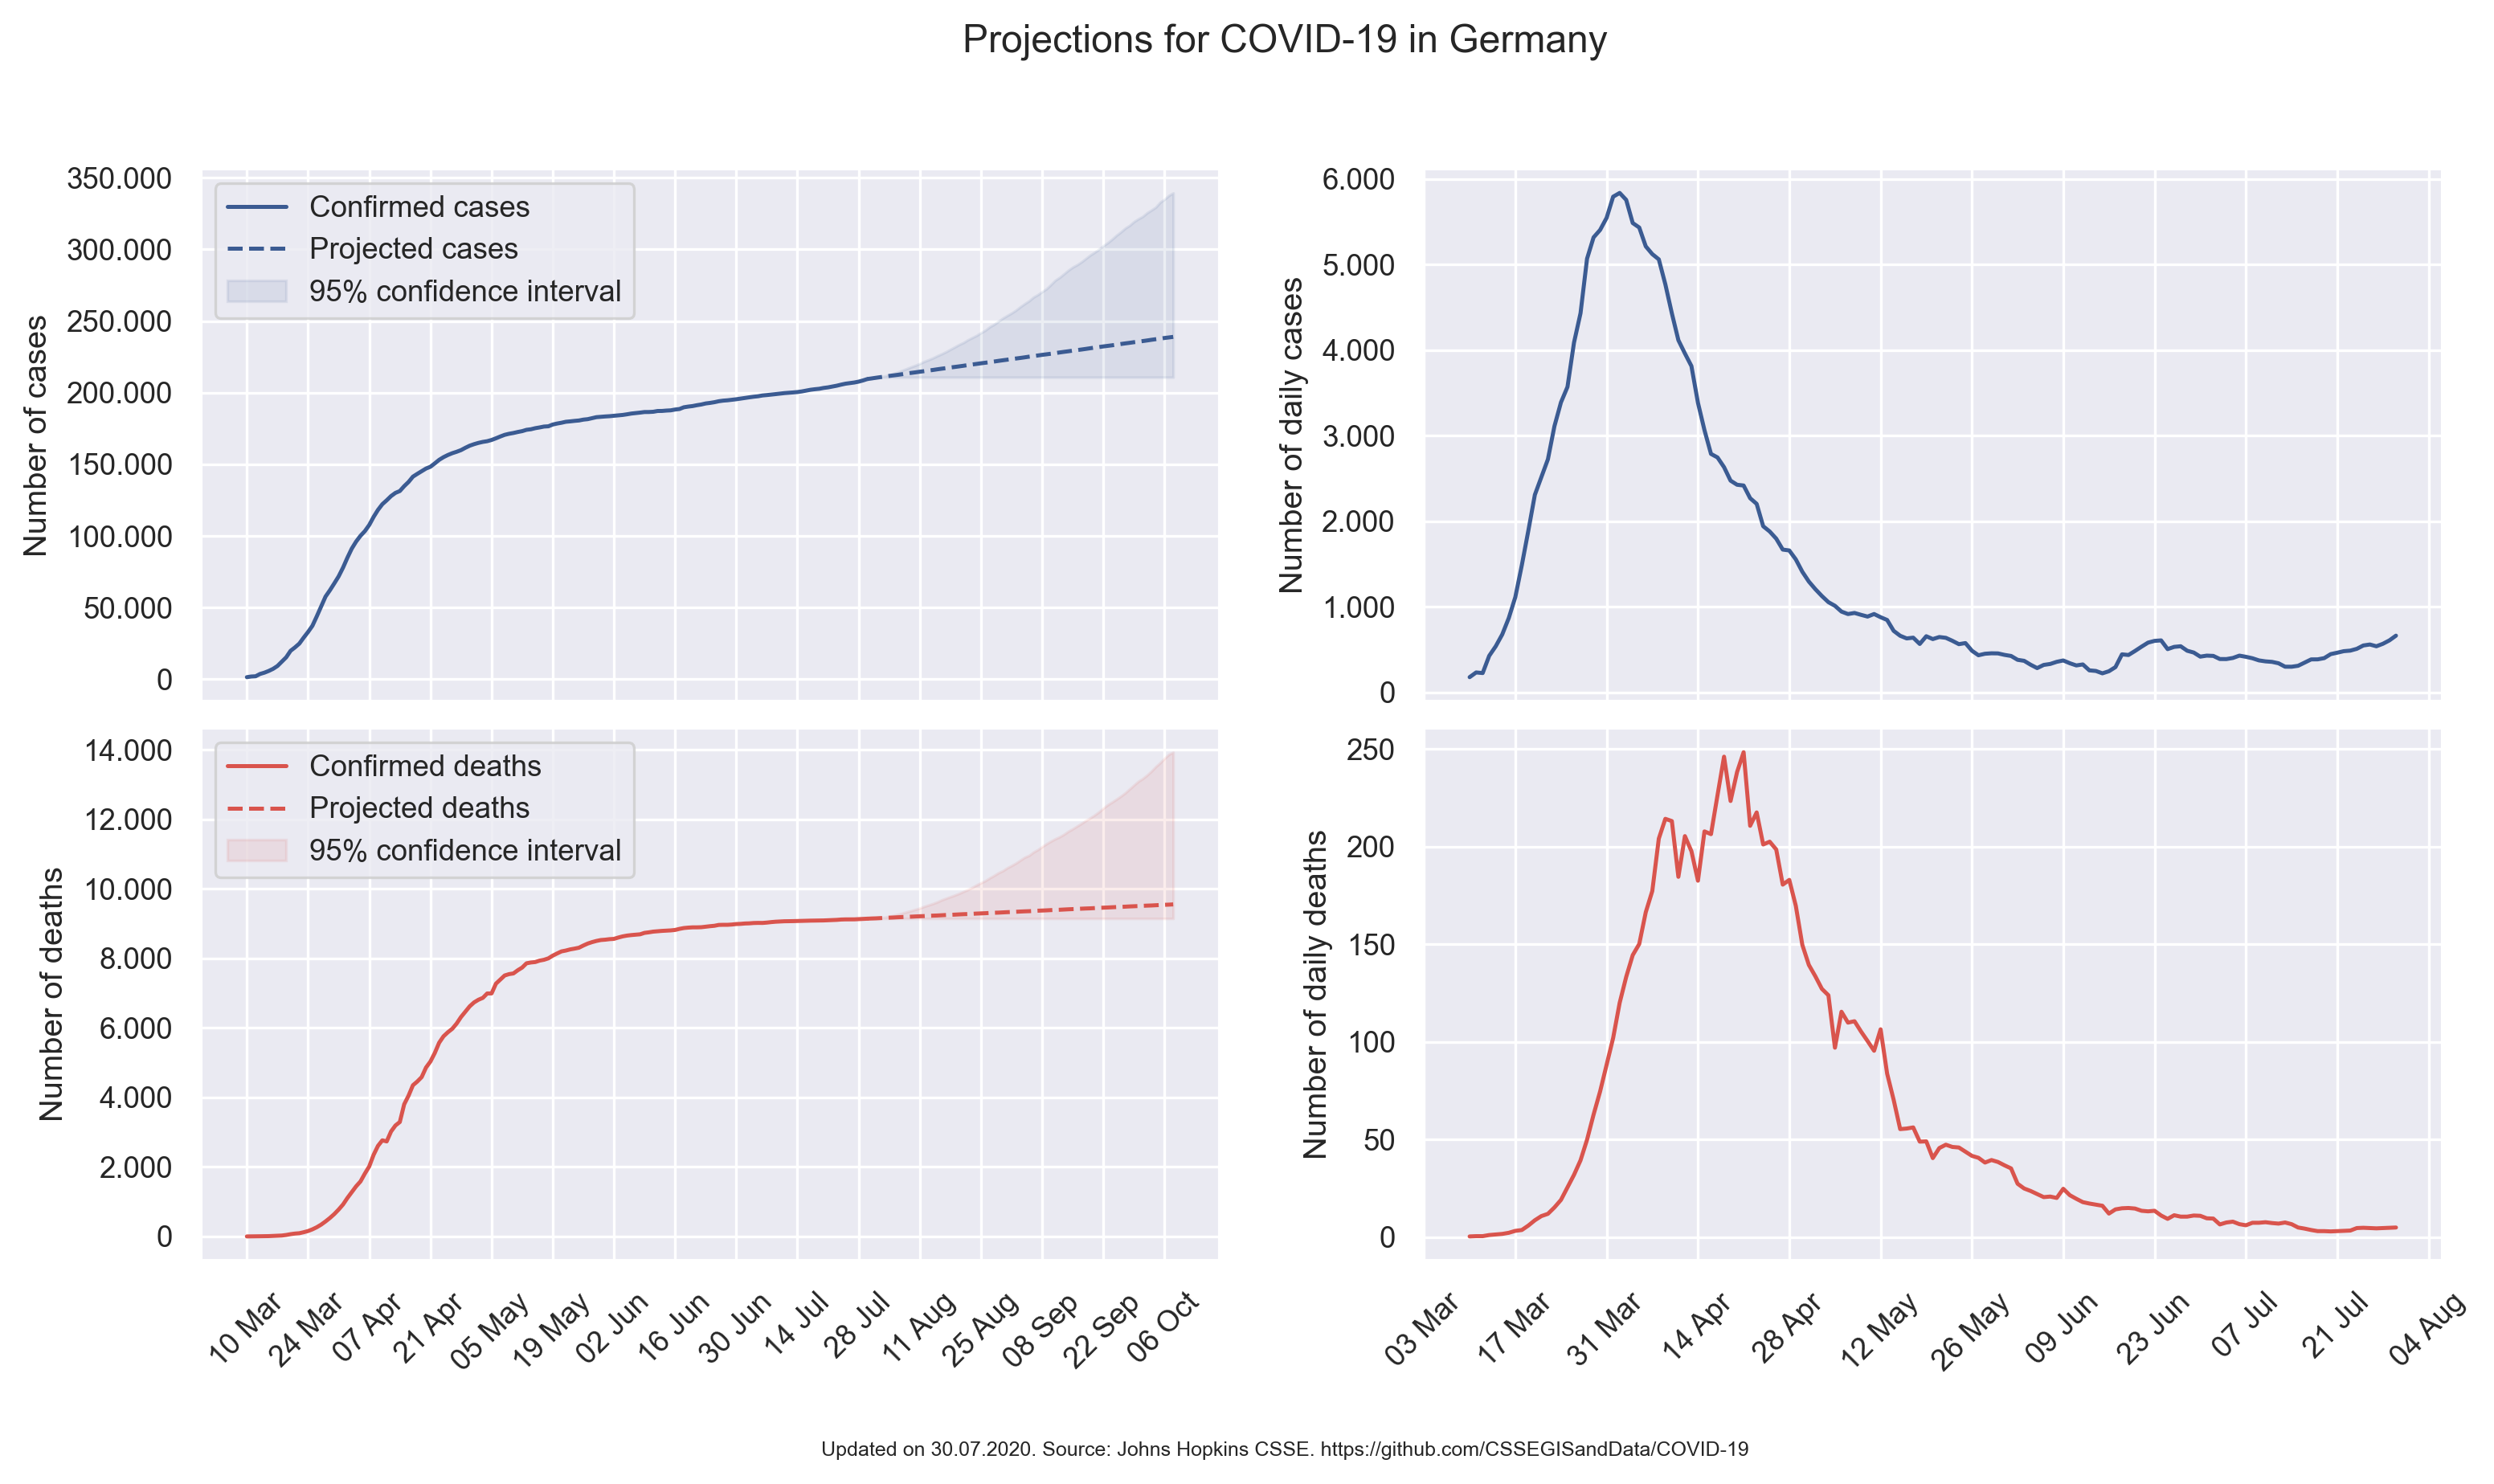 Projections for COVID-19 in Germany
Number of cases
350.000
300.000
250.000
200.000
150.000
100.000
50.000
0
Confirmed cases
Projected cases
95% confidence interval
Number of daily cases
6.000
5.000
4.000
3.000
2.000
1.000
0
Number of deaths
14.000
12.000
10.000
8.000
6.000
4.000
2.000
0
Confirmed deaths
Projected deaths
95% confidence interval
10 Mar
24 Mar
07 Apr
21 Apr
05 May
19 May
02 Jun
16 Jun
30 Jun
14 Jul
28 Jul
11 Aug
25 Aug
08 Sep
22 Sep
06 Oct
Number of daily deaths
250
200
150
100
50
0
03 Mar
17 Mar
31 Mar
14 Apr
28 Apr
12 May
26 May
09 Jun
23 Jun
07 Jul
21 Jul
04 Aug
Updated on 30.07.2020. Source: Johns Hopkins CSSE. https://github.com/CSSEGISandData/COVID-19